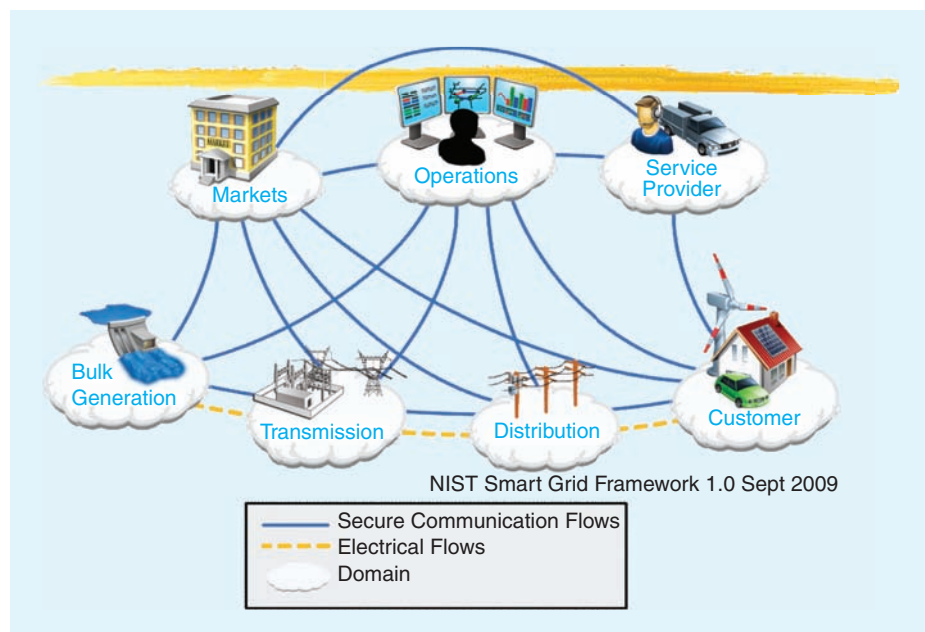 MARKET
Markets
Operations
Service
Provider
Bulk
Generation
Transmission
Distribution
Customer
NIST Smart Grid Framework 1.0 Sept 2009
Secure Communication Flows
Electrical Flows
Domain